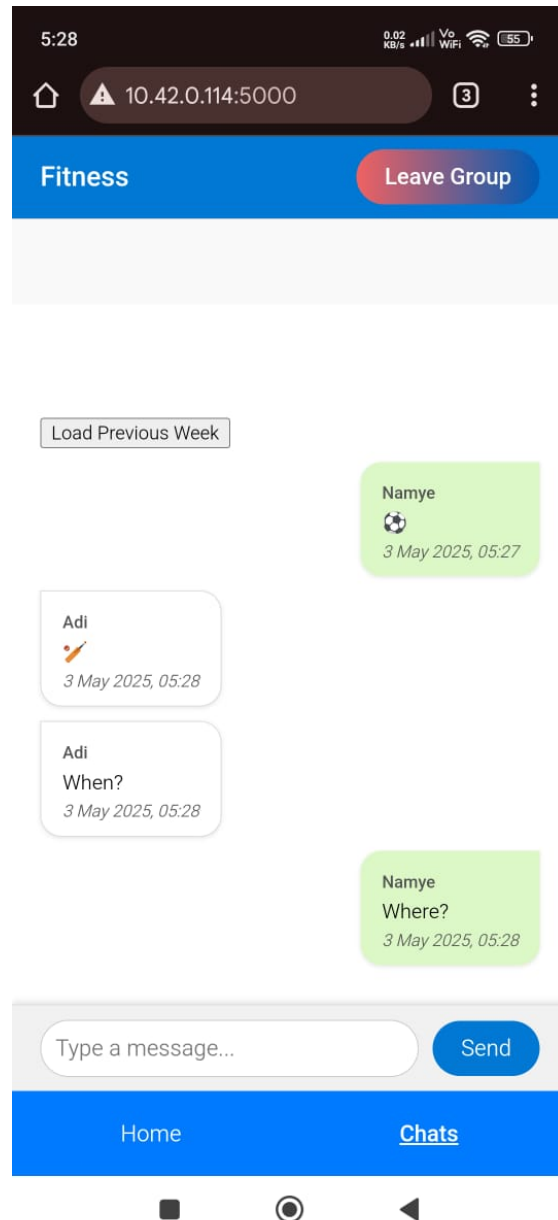 5:28
0.02 KB/s Vo WiFi 55
10.42.0.114:5000 3
Fitness Leave Group
Load Previous Week
Namye
⚽
3 May 2025, 05:27
Adi
🏏
3 May 2025, 05:28
Adi
When?
3 May 2025, 05:28
Namye
Where?
3 May 2025, 05:28
Type a message... Send
Home Chats